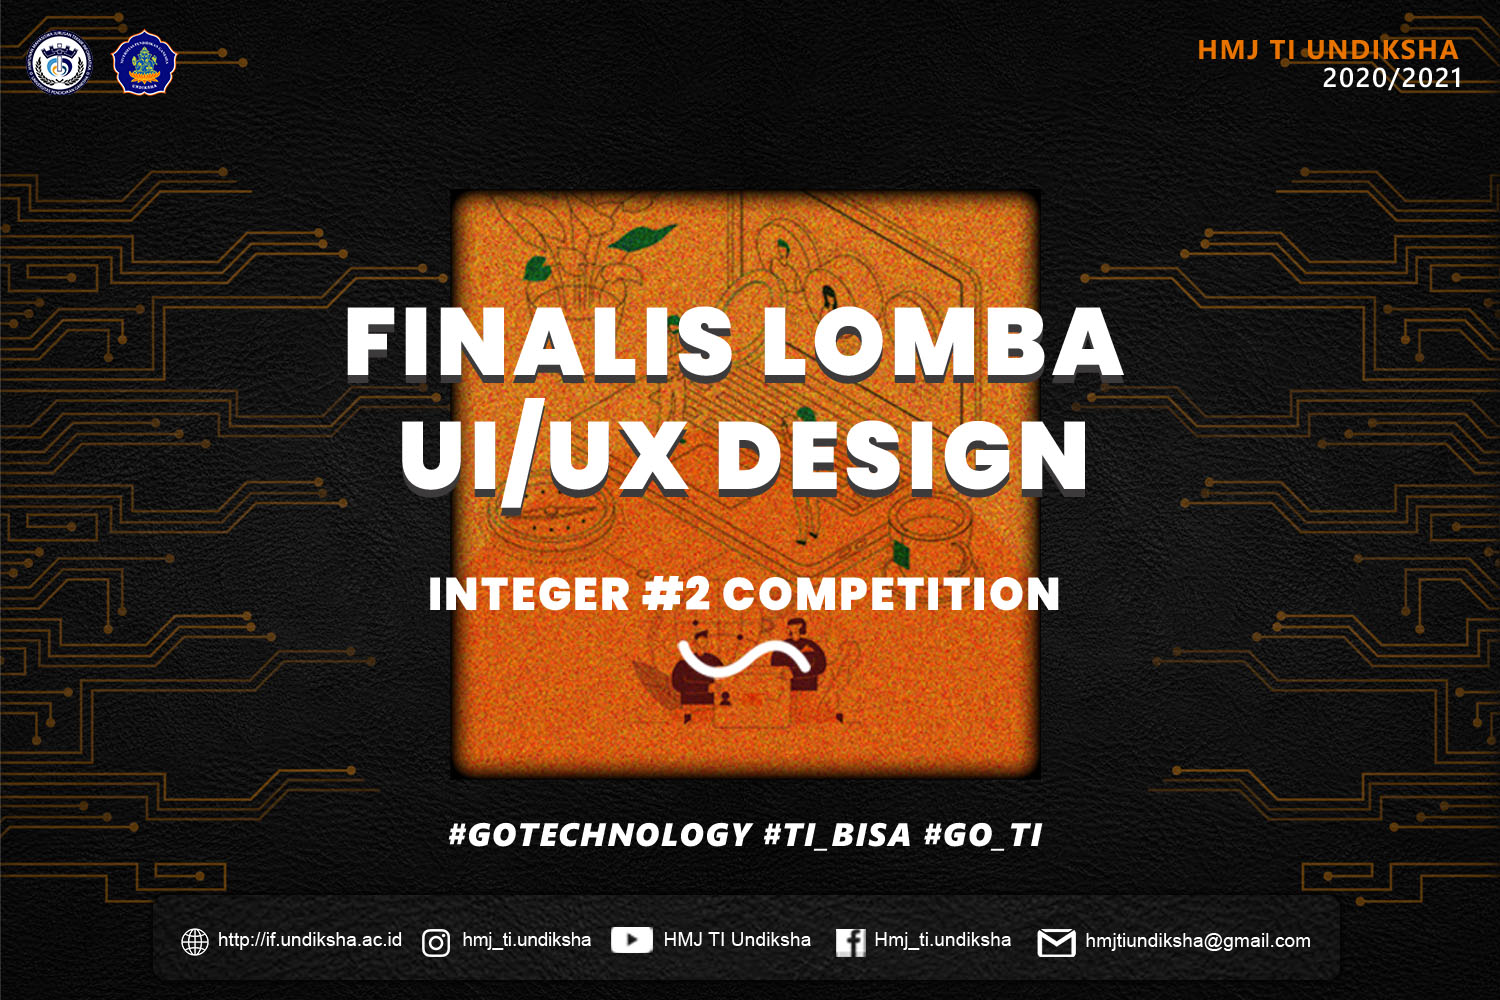 HMJ TI UNDIKSHA
2020/2021
UNDIKSHA
FINALIS LOMBA
UI/UX DESIGN
INTEGER #2 COMPETITION
#GOTECHNOLOGY #TI_BISA #GO_TI
http://if.undiksha.ac.id
hmj_ti.undiksha
HMJ TI Undiksha
Hmj_ti.undiksha
hmjtiundiksha@gmail.com